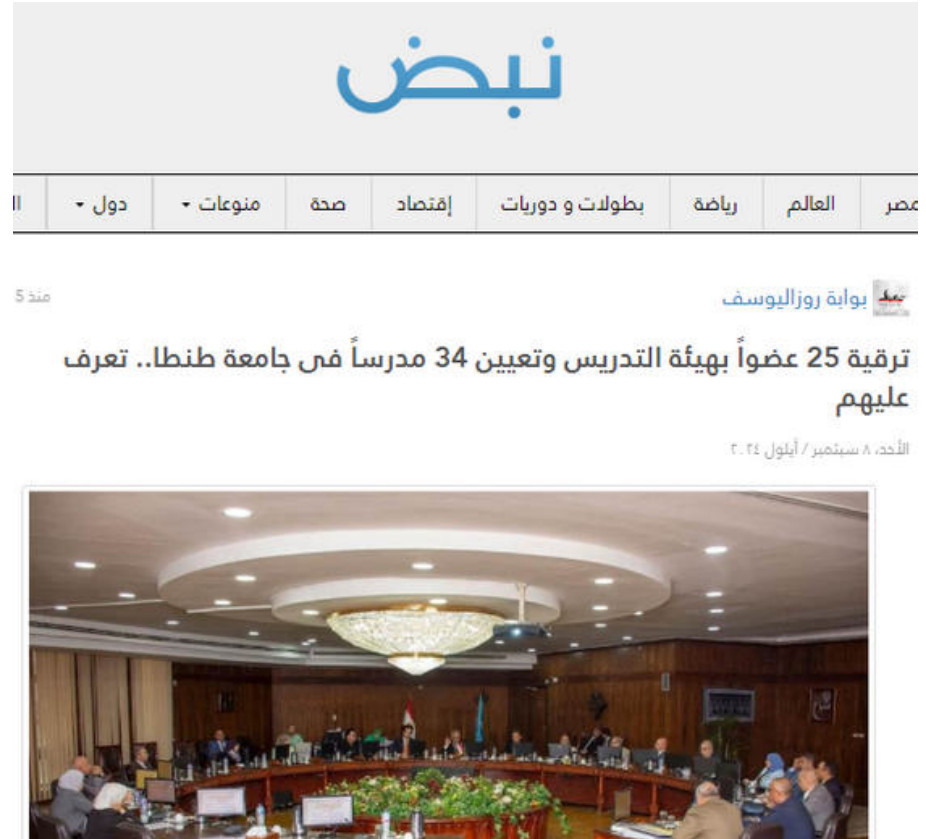 نبض
مصر العالم رياضة بطولات و دوريات إقتصاد صحة منوعات دول
بوابة روزاليوسف
منذ 5
ترقية 25 عضواً بهيئة التدريس وتعيين 34 مدرساً فى جامعة طنطا.. تعرف
عليهم
الأحد، ٨ سبتمبر / أيلول ٢٠٢٤